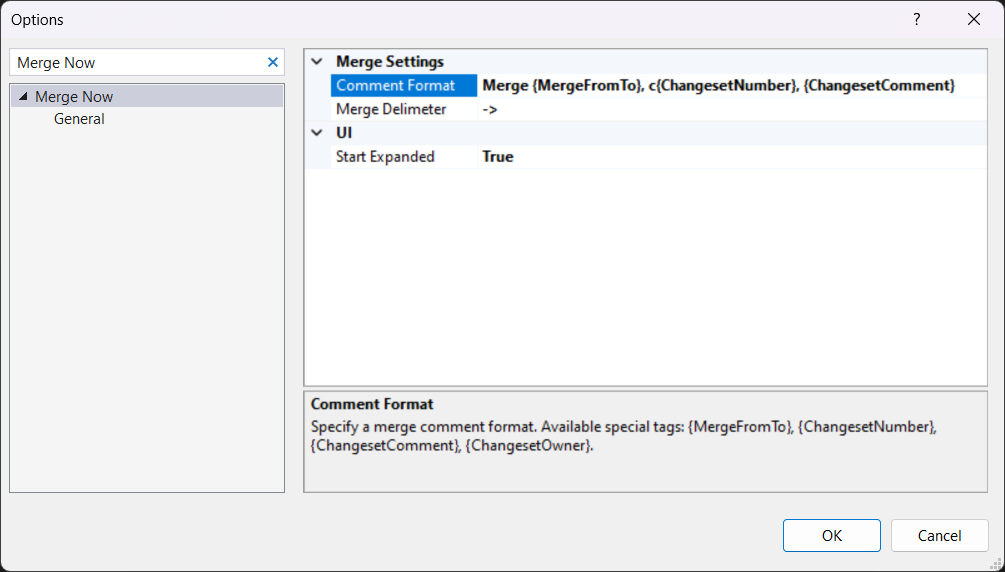 Options
?
Merge Now
Merge Now
General
Merge Settings
Comment Format Merge {MergeFromTo}, c{ChangesetNumber}, {ChangesetComment}
Merge Delimeter ->
UI
Start Expanded True
Comment Format
Specify a merge comment format. Available special tags: {MergeFromTo}, {ChangesetNumber},
{ChangesetComment}, {ChangesetOwner}.
OK Cancel